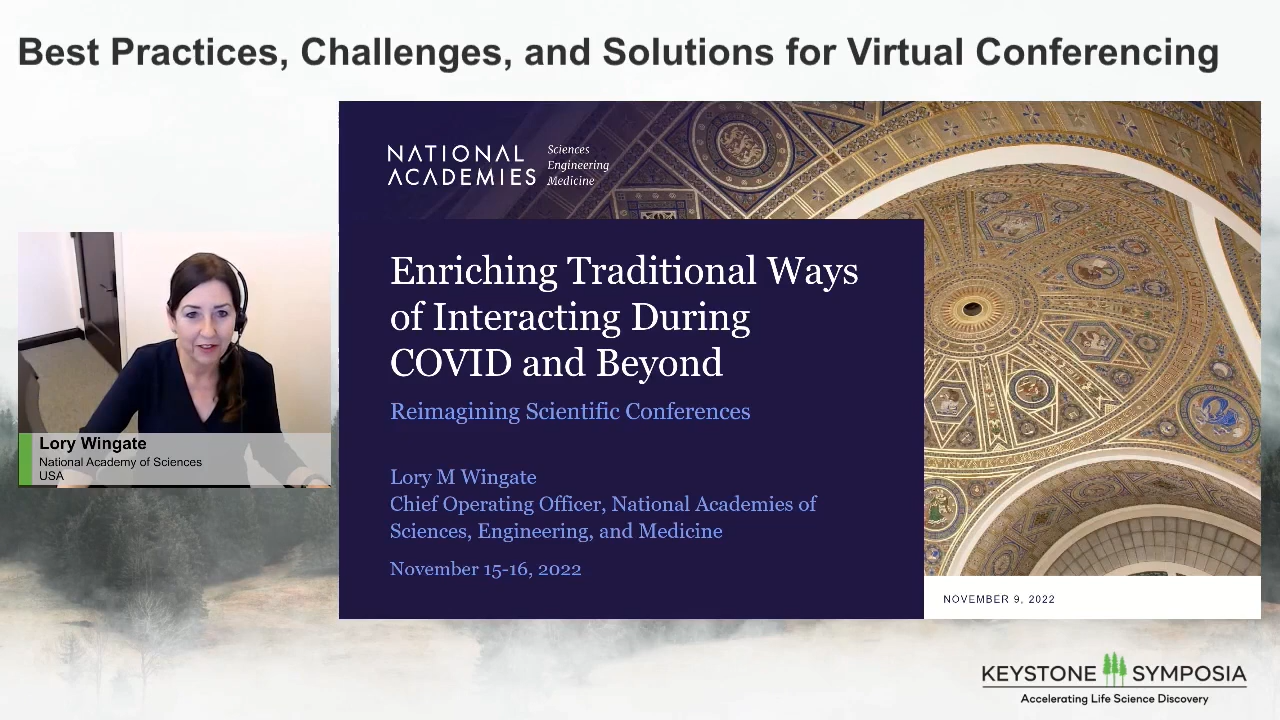 Best Practices, Challenges, and Solutions for Virtual Conferencing
NATIONAL
ACADEMIES
Sciences
Engineering
Medicine
Enriching Traditional Ways
of Interacting During
COVID and Beyond
Reimagining Scientific Conferences
Lory M Wingate
Chief Operating Officer, National Academies of
Sciences, Engineering, and Medicine
November 15-16, 2022
NOVEMBER 9, 2022
Lory Wingate
National Academy of Sciences
USA
KEYSTONE SYMPOSIA
Accelerating Life Science Discovery